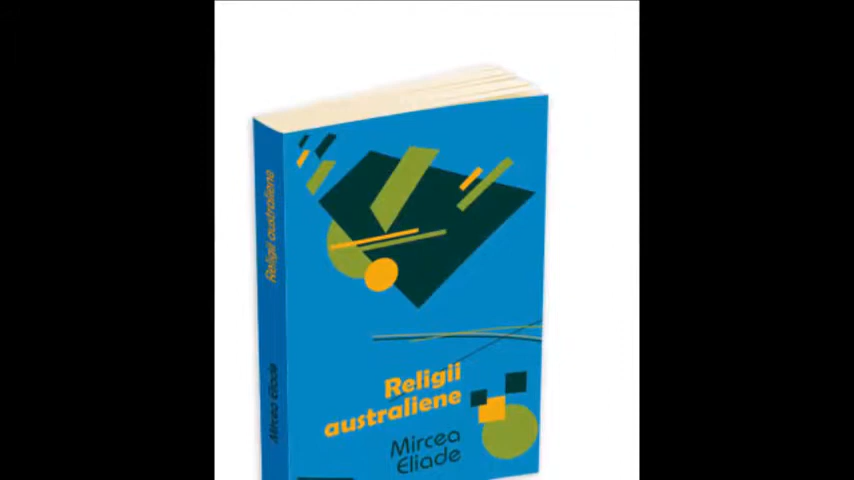 Religii australiene
Mircea Eliade
Religii
australiene
Mircea
Eliade